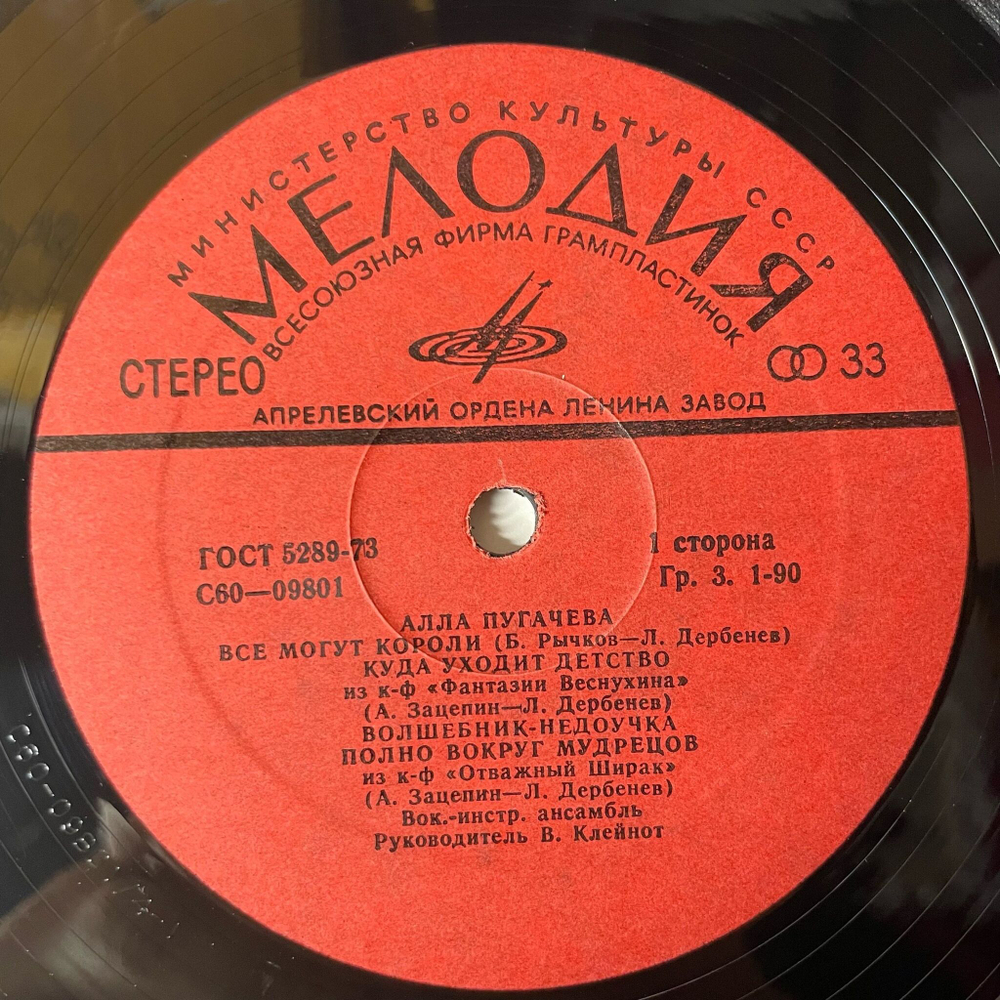 МИНИСТЕРСТВО КУЛЬТУРЫ СССР
МЕЛОДИЯ
ВСЕСОЮЗНАЯ ФИРМА ГРАМПЛАСТИНОК
СТЕРЕО
33
АПРЕЛЕВСКИЙ ОРДЕНА ЛЕНИНА ЗАВОД
ГОСТ 5289-73
1 сторона
С60—09801
Гр. 3. 1-90
АЛЛА ПУГАЧЕВА
ВСЕ МОГУТ КОРОЛИ (Б. Рычков—Л. Дербенев)
КУДА УХОДИТ ДЕТСТВО
из к-ф «Фантазии Веснухина»
(А. Зацепин—Л. Дербенев)
ВОЛШЕБНИК-НЕДОУЧКА
ПОЛНО ВОКРУГ МУДРЕЦОВ
из к-ф «Отважный Ширак»
(А. Зацепин—Л. Дербенев)
Вок.-инстр. ансамбль
Руководитель В. Клейнот